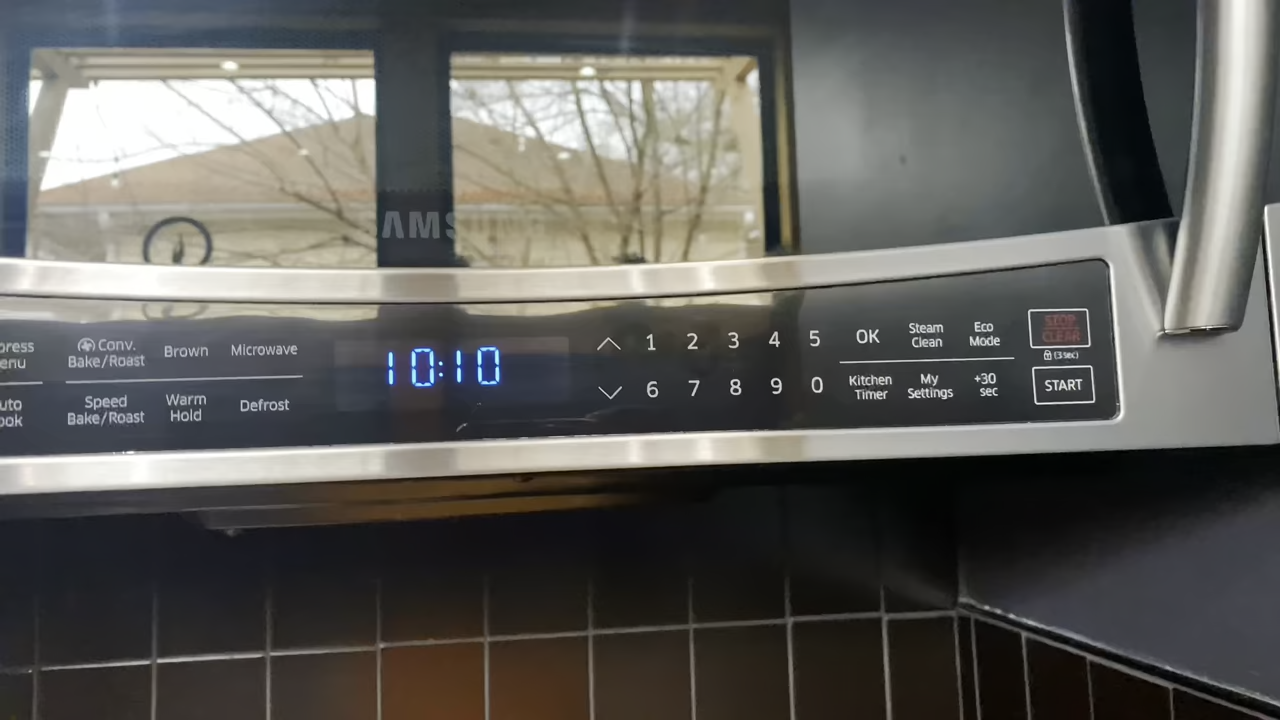 AMSUNG
press
enu
Conv.
Bake/Roast
Brown
Microwave
uto
ook
Speed
Bake/Roast
Warm
Hold
Defrost
10:10
1 2 3 4 5
6 7 8 9 0
OK
Steam
Clean
Eco
Mode
Kitchen
Timer
My
Settings
+30
sec
STOP
CLEAR
(3 sec)
START